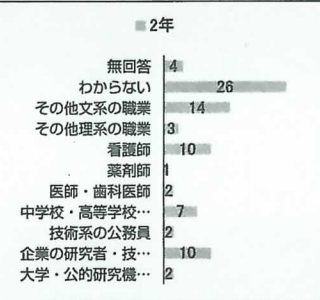 2年
無回答 4
わからない 26
その他文系の職業 14
その他理系の職業 3
看護師 10
薬剤師 1
医師・歯科医師 2
中学校・高等学校… 7
技術系の公務員 2
企業の研究者・技… 10
大学・公的研究機… 2